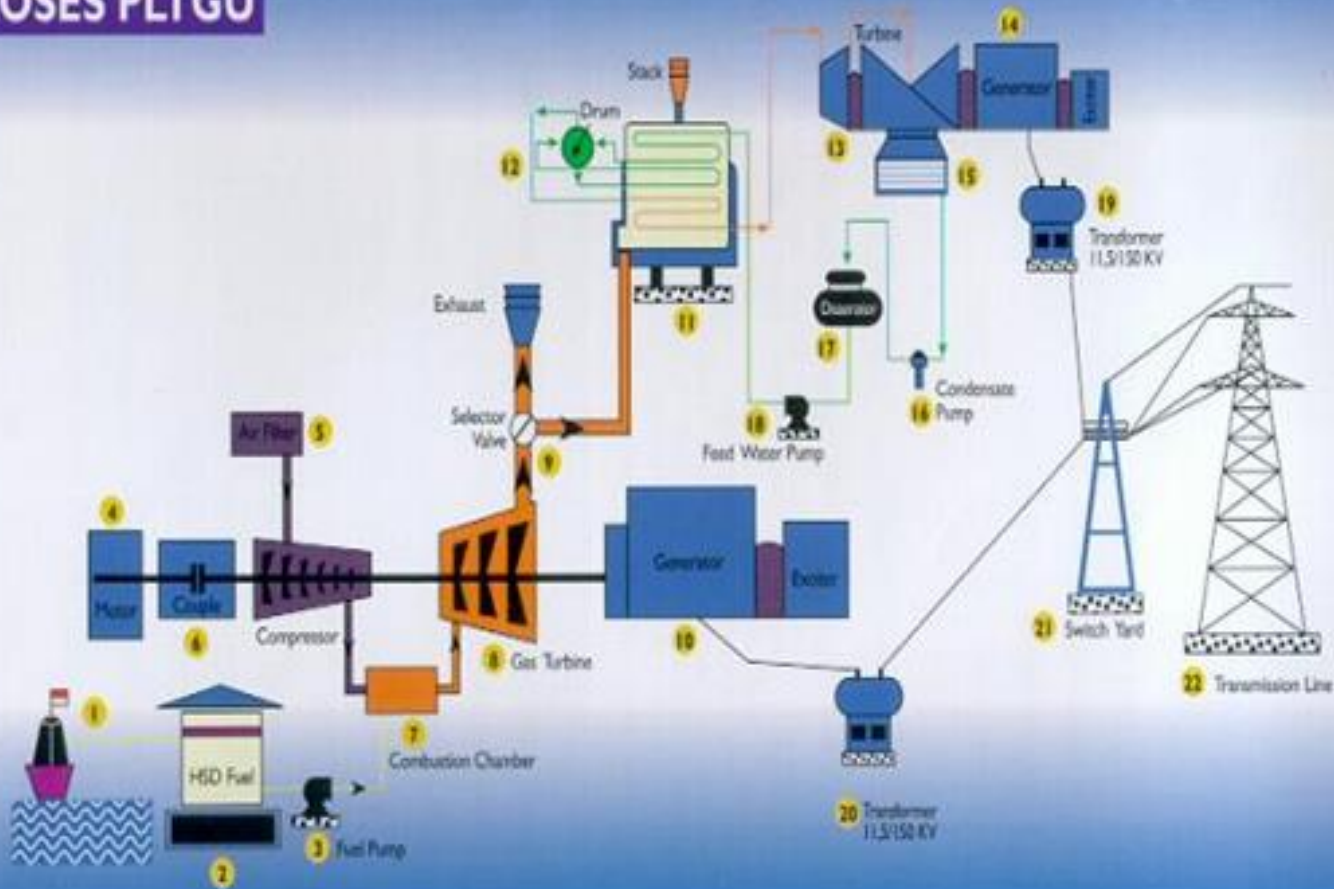 OSES PLTGU
Stack
Drum
12
11
Turbine
14
Generator
Exciter
13
15
19
Transformer
11,5/150 KV
Exhaust
Selector
Valve
9
17
16
Condensate
Pump
18
Feed Water Pump
Air Filter
5
4
Motor
Couple
6
Compressor
8 Gas Turbine
Generator
Exciter
10
21 Switch Yard
22 Transmission Line
1
HSD Fuel
2
3 Fuel Pump
7
Combustion Chamber
20 Transformer
11,5/150 KV